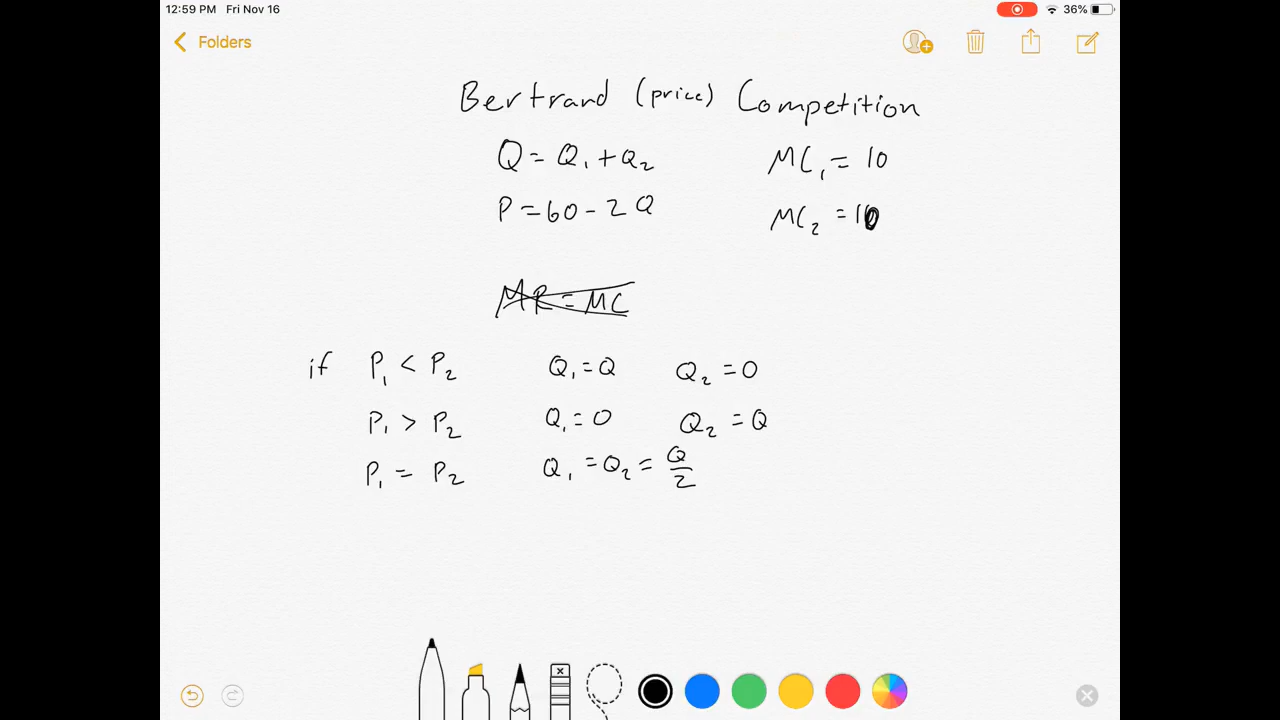 12:59 PM Fri Nov 16 36%
Folders
Bertrand (price) Competition
Q = Q₁ + Q₂ MC₁ = 10
P = 60 - 2Q MC₂ = 10
MR = MC
if P₁ < P₂ Q₁ = Q Q₂ = 0
P₁ > P₂ Q₁ = 0 Q₂ = Q
P₁ = P₂ Q₁ = Q₂ = Q/2